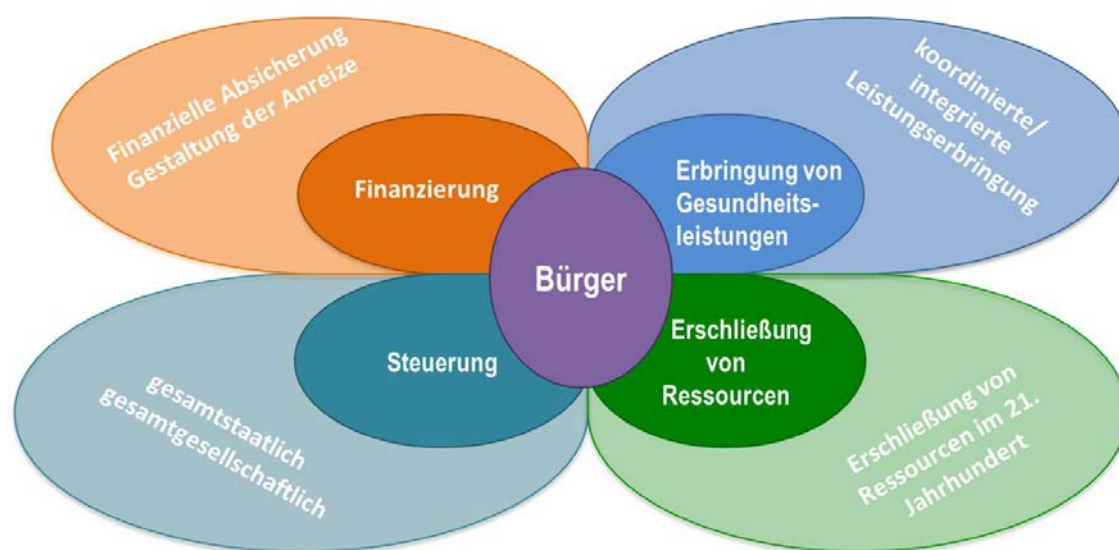 Finanzielle Absicherung
Gestaltung der Anreize
Finanzierung
koordinierte/
integrierte
Leistungserbringung
Erbringung von
Gesundheits-
leistungen
Bürger
Steuerung
gesamtstaatlich
gesamtgesellschaftlich
Erschließung
von
Ressourcen
Erschließung von
Ressourcen im 21.
Jahrhundert